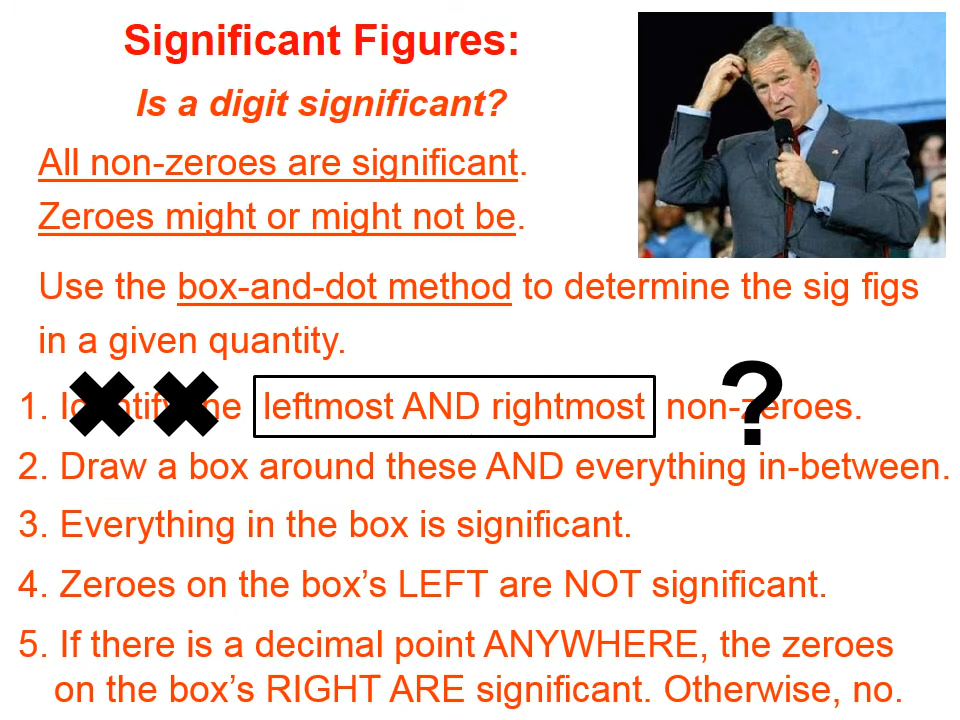 Significant Figures:
Is a digit significant?
All non-zeroes are significant.
Zeroes might or might not be.
Use the box-and-dot method to determine the sig figs
in a given quantity.
1. Identify the leftmost AND rightmost non-zeroes.
?
2. Draw a box around these AND everything in-between.
3. Everything in the box is significant.
4. Zeroes on the box’s LEFT are NOT significant.
5. If there is a decimal point ANYWHERE, the zeroes
on the box’s RIGHT ARE significant. Otherwise, no.